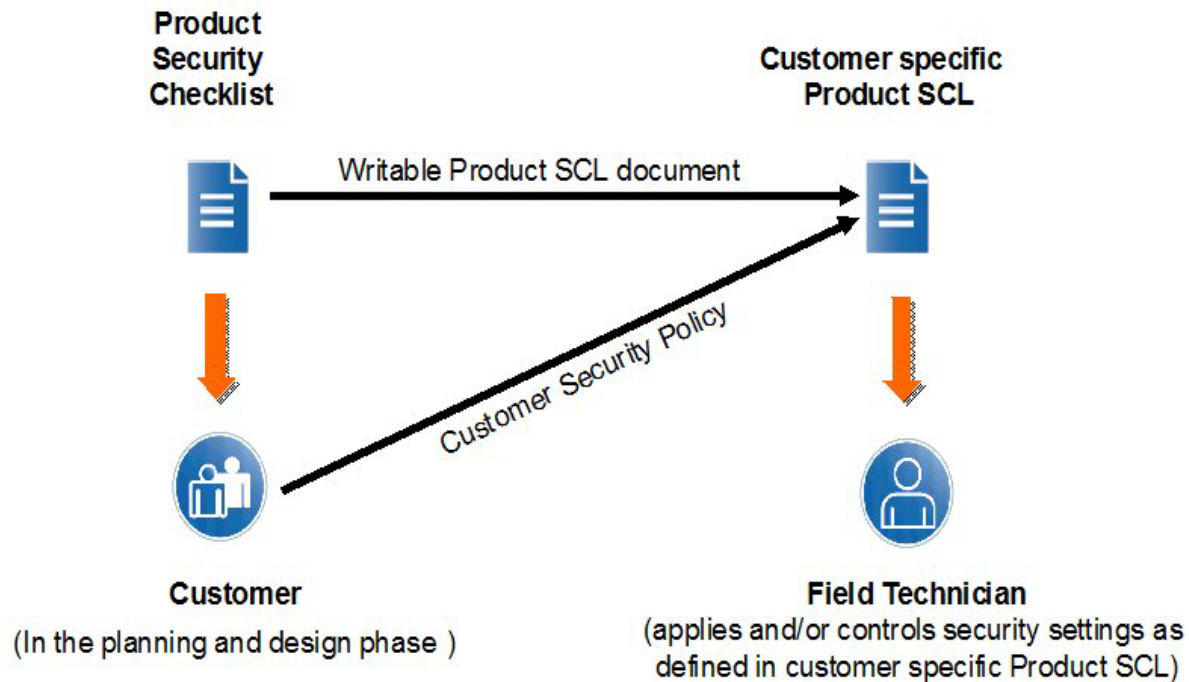 Product
Security
Checklist
Customer specific
Product SCL
Writable Product SCL document
Customer Security Policy
Customer
(In the planning and design phase )
Field Technician
(applies and/or controls security settings as
defined in customer specific Product SCL)